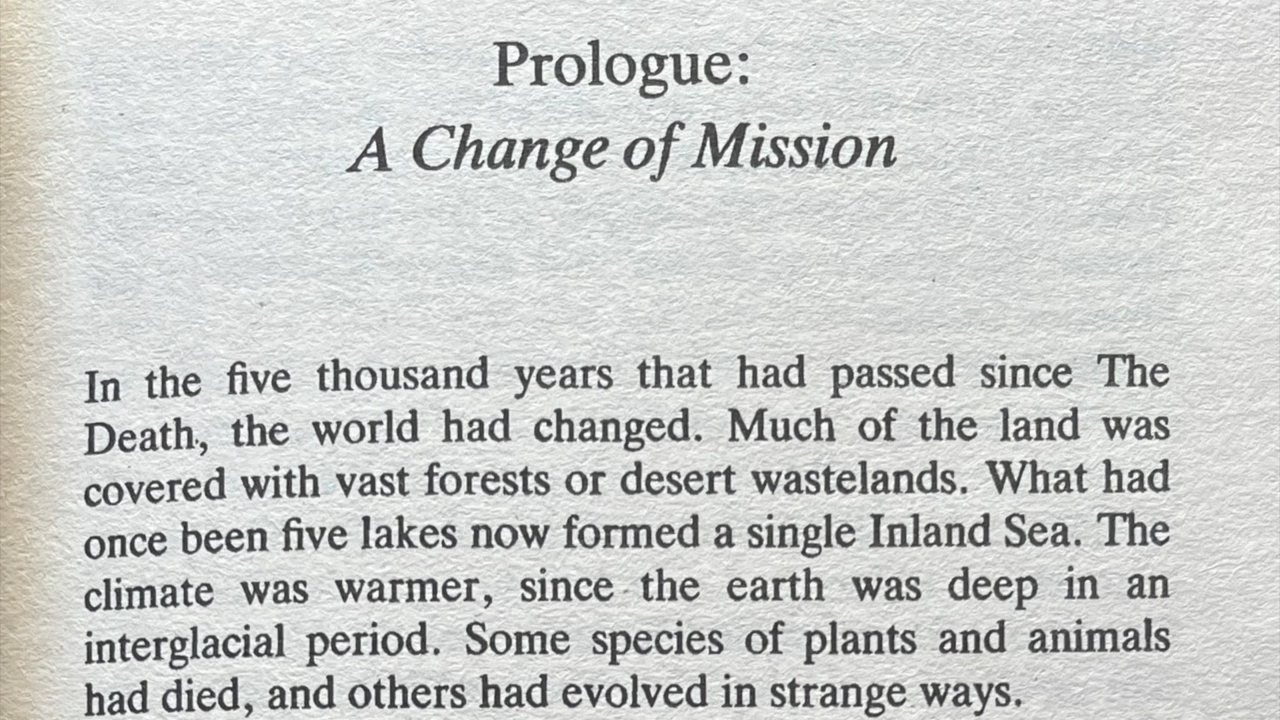 Prologue:
A Change of Mission
In the five thousand years that had passed since The
Death, the world had changed. Much of the land was
covered with vast forests or desert wastelands. What had
once been five lakes now formed a single Inland Sea. The
climate was warmer, since the earth was deep in an
interglacial period. Some species of plants and animals
had died, and others had evolved in strange ways.